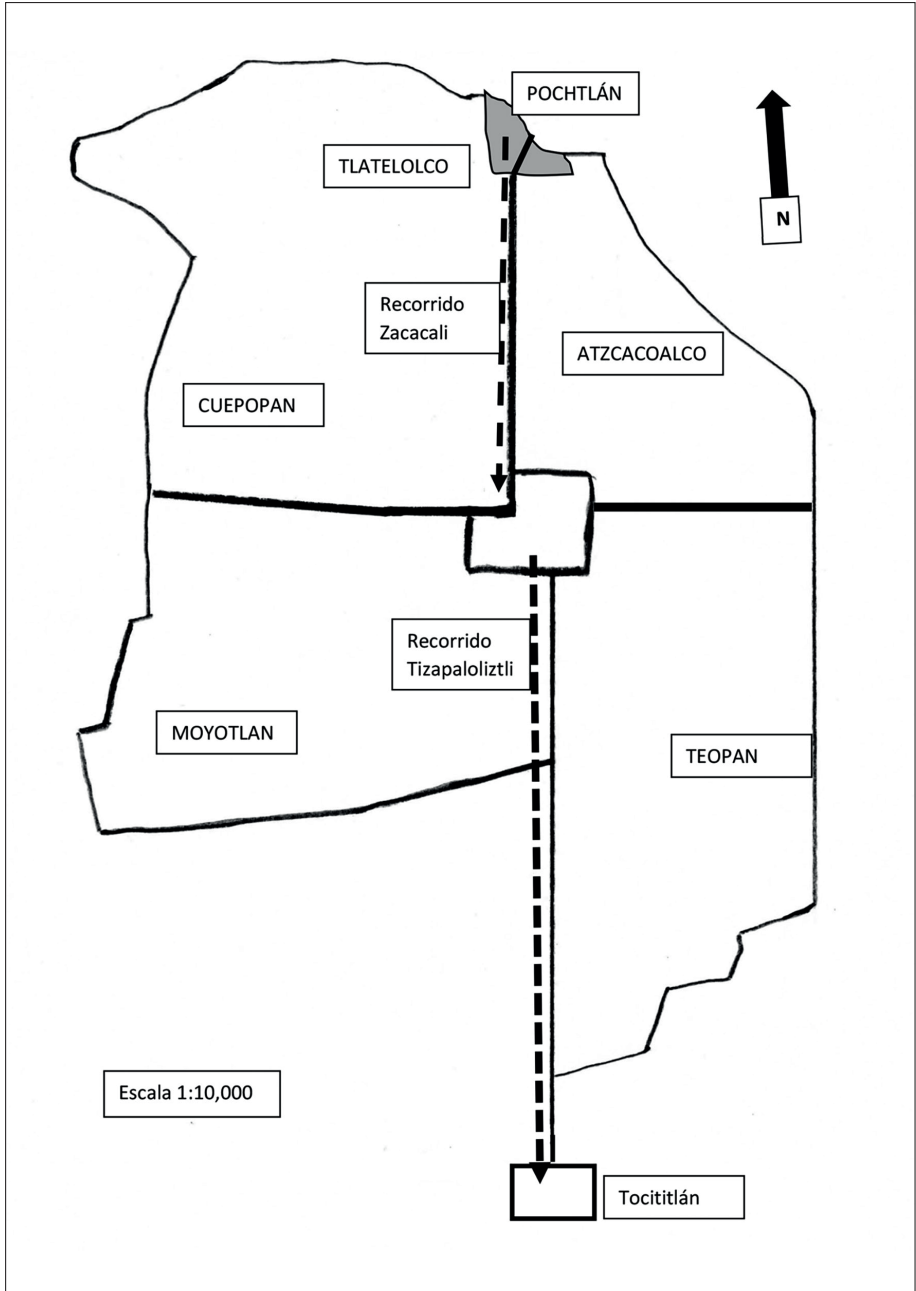 POCHTLÁN
TLATELOLCO
N
Recorrido
Zacacali
ATZCACOALCO
CUEPOPAN
Recorrido
Tizapaloliztli
MOYOTLAN
TEOPAN
Escala 1:10,000
Tocititlán